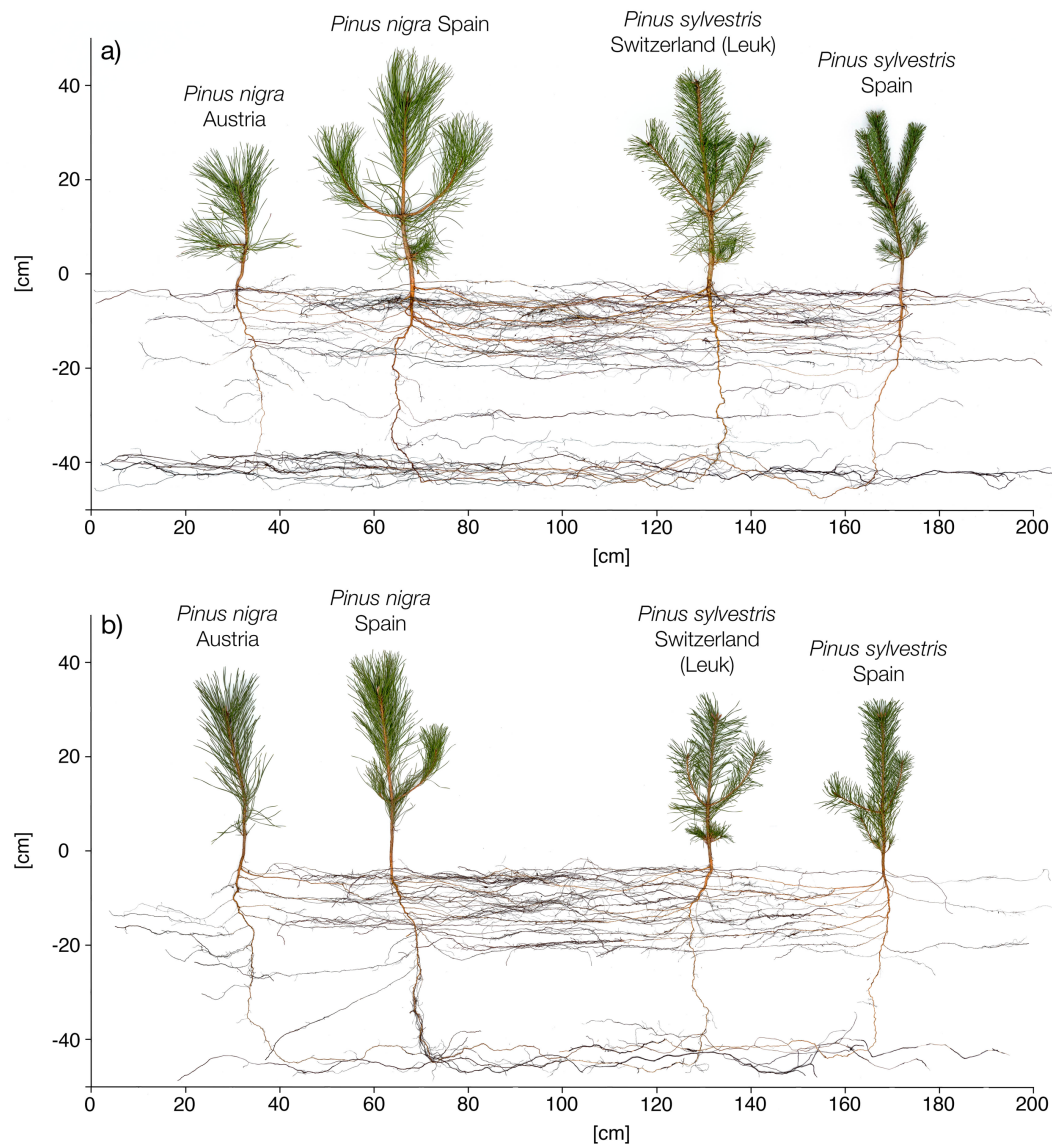 a)
Pinus nigra
Austria
Pinus nigra Spain
Pinus sylvestris
Switzerland (Leuk)
Pinus sylvestris
Spain
[cm]
40
20
0
-20
-40
0 20 40 60 80 100 120 140 160 180 200
[cm]
b)
Pinus nigra
Austria
Pinus nigra
Spain
Pinus sylvestris
Switzerland
(Leuk)
Pinus sylvestris
Spain
[cm]
40
20
0
-20
-40
0 20 40 60 80 100 120 140 160 180 200
[cm]